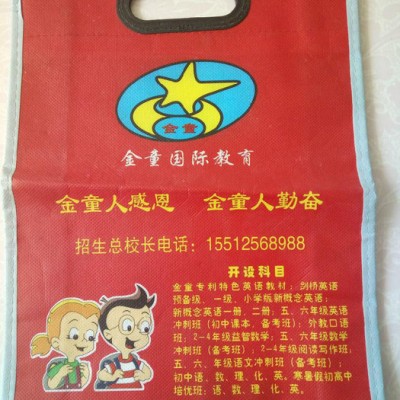 金童
金童国际教育
金童人感恩 金童人勤奋
招生总校长电话：15512568988
开设科目
金童专利特色英语教材；剑桥英语
预备级、一级、小学版新概念英语；
新概念英语一册、二册；五、六年级英语
冲刺班（初中课本、备考班）；外教口语
班；2-4年级益智数学；五、六年级数学
冲刺班（备考班）；2-4年级阅读写作班；
五、六、年级语文冲刺班（备考班）；
初中语、数、理、化、英。寒暑假初高中
培优班：语、数、理、化、英。